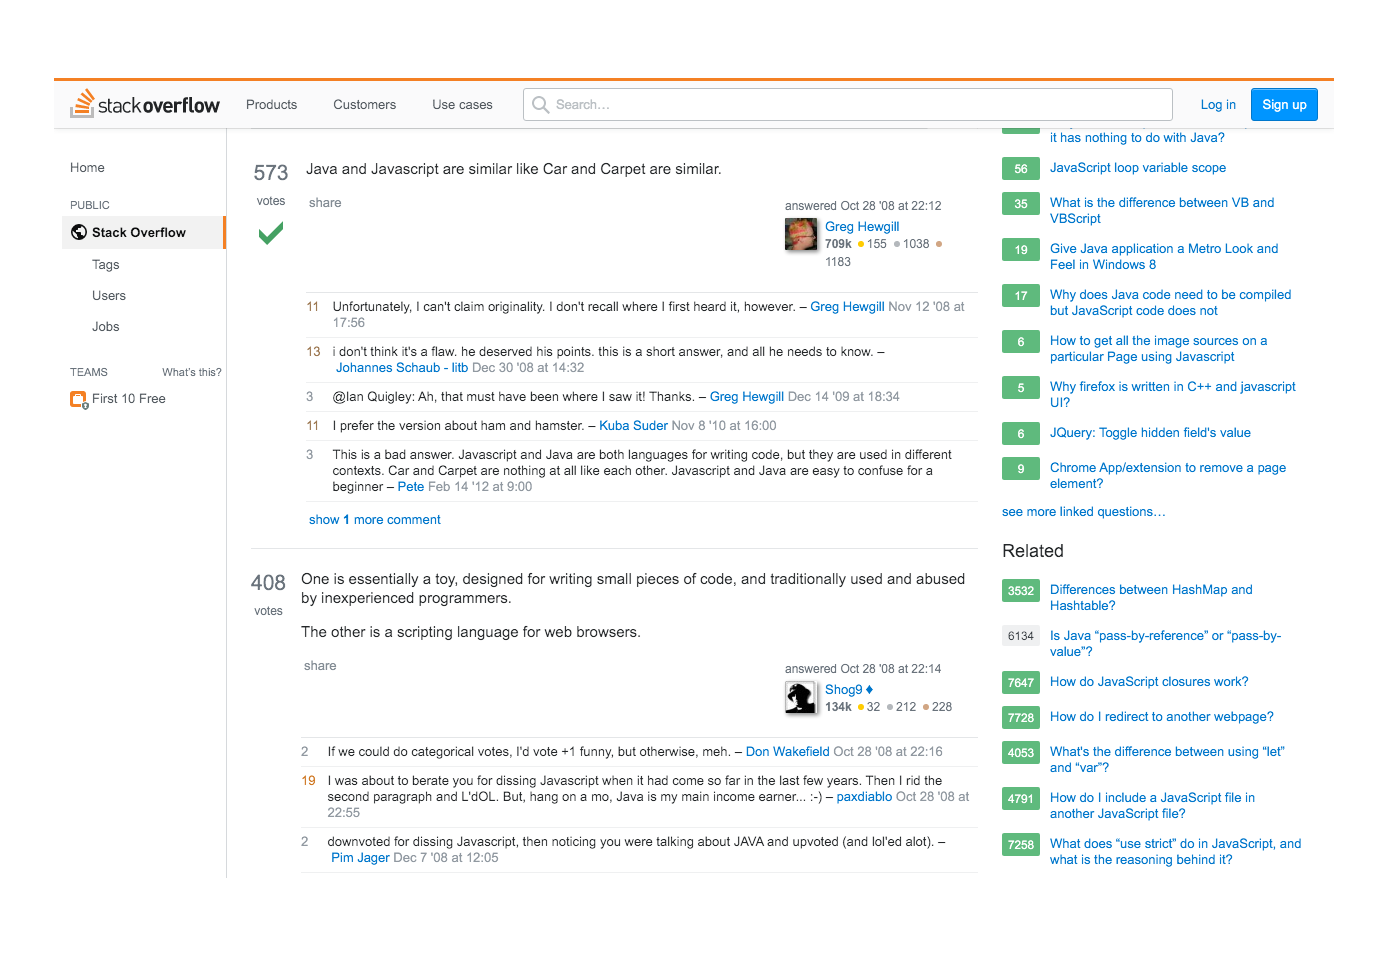 stackoverflow Products Customers Use cases Search... Log in Sign up
Home
PUBLIC
Stack Overflow
Tags
Users
Jobs
TEAMS What's this?
First 10 Free
573
votes
Java and Javascript are similar like Car and Carpet are similar.
share
answered Oct 28 '08 at 22:12
Greg Hewgill
709k 155 1038
1183
11 Unfortunately, I can't claim originality. I don't recall where I first heard it, however. – Greg Hewgill Nov 12 '08 at
17:56
13 i don't think it's a flaw. he deserved his points. this is a short answer, and all he needs to know. –
Johannes Schaub - litb Dec 30 '08 at 14:32
3 @Ian Quigley: Ah, that must have been where I saw it! Thanks. – Greg Hewgill Dec 14 '09 at 18:34
11 I prefer the version about ham and hamster. – Kuba Suder Nov 8 '10 at 16:00
3 This is a bad answer. Javascript and Java are both languages for writing code, but they are used in different
contexts. Car and Carpet are nothing at all like each other. Javascript and Java are easy to confuse for a
beginner – Pete Feb 14 '12 at 9:00
show 1 more comment
408
votes
One is essentially a toy, designed for writing small pieces of code, and traditionally used and abused
by inexperienced programmers.
The other is a scripting language for web browsers.
share
answered Oct 28 '08 at 22:14
Shog9 ♦
134k 32 212 228
2 If we could do categorical votes, I'd vote +1 funny, but otherwise, meh. – Don Wakefield Oct 28 '08 at 22:16
19 I was about to berate you for dissing Javascript when it had come so far in the last few years. Then I rid the
second paragraph and L'dOL. But, hang on a mo, Java is my main income earner... :-) – paxdiablo Oct 28 '08 at
22:55
2 downvoted for dissing Javascript, then noticing you were talking about JAVA and upvoted (and lol'ed alot). –
Pim Jager Dec 7 '08 at 12:05
it has nothing to do with Java?
56 JavaScript loop variable scope
35 What is the difference between VB and
VBScript
19 Give Java application a Metro Look and
Feel in Windows 8
17 Why does Java code need to be compiled
but JavaScript code does not
6 How to get all the image sources on a
particular Page using Javascript
5 Why firefox is written in C++ and javascript
UI?
6 JQuery: Toggle hidden field's value
9 Chrome App/extension to remove a page
element?
see more linked questions…
Related
3532 Differences between HashMap and
Hashtable?
6134 Is Java “pass-by-reference” or “pass-by-
value”?
7647 How do JavaScript closures work?
7728 How do I redirect to another webpage?
4053 What's the difference between using “let”
and “var”?
4791 How do I include a JavaScript file in
another JavaScript file?
7258 What does “use strict” do in JavaScript, and
what is the reasoning behind it?